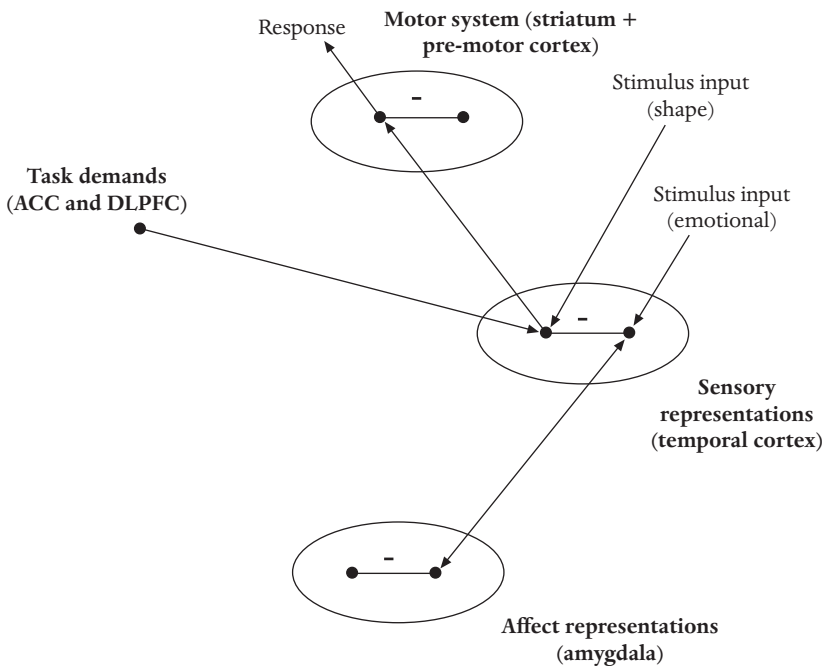 Response
Motor system (striatum +
pre-motor cortex)
-
Stimulus input
(shape)
Task demands
(ACC and DLPFC)
Stimulus input
(emotional)
-
Sensory
representations
(temporal cortex)
-
Affect representations
(amygdala)